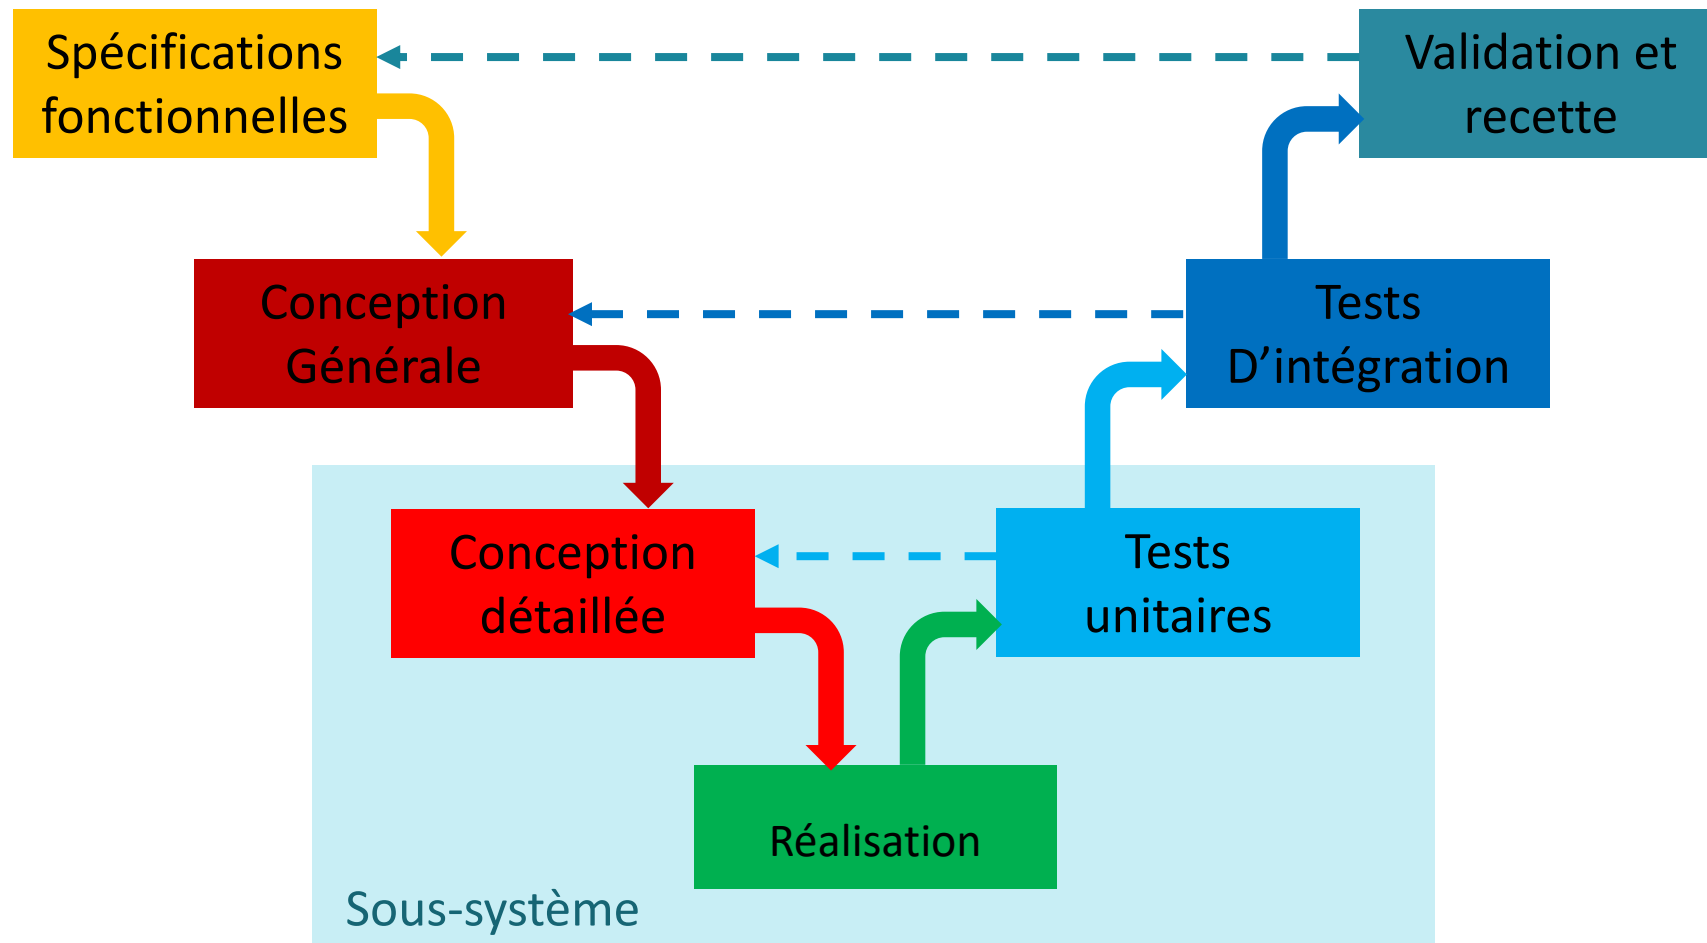 Spécifications
fonctionnelles
Validation et
recette
Conception
Générale
Tests
D’intégration
Conception
détaillée
Tests
unitaires
Réalisation
Sous-système